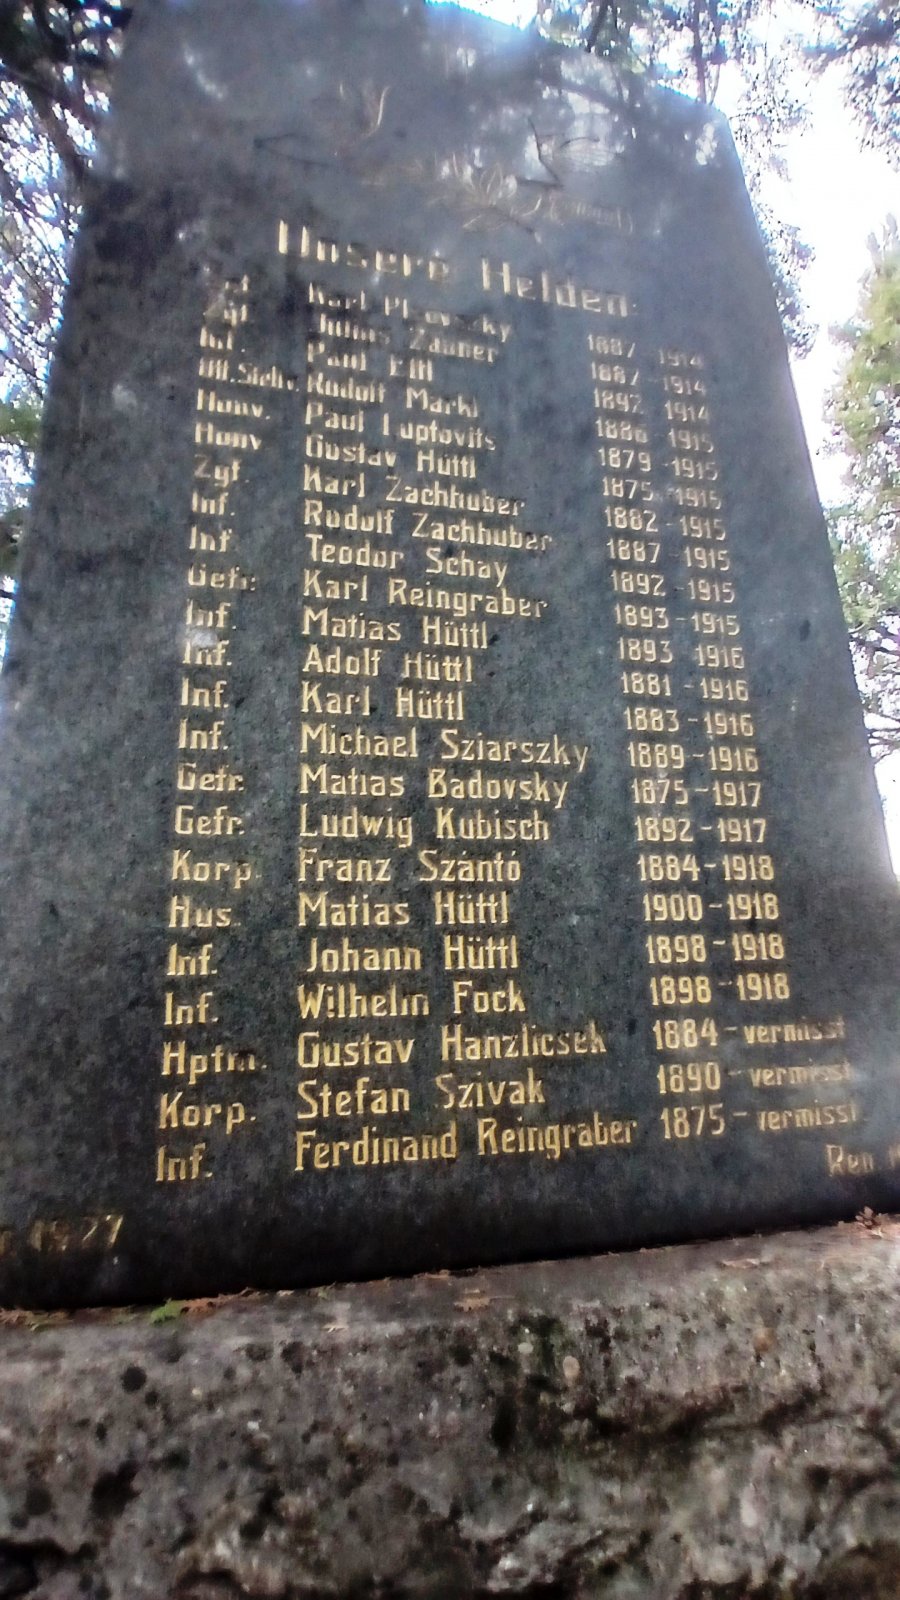 Unsere Helden
Karl 1887 - 1914
Zgf. Julius Zauner 1887 - 1914
Inf. Paul 1892 - 1914
Rudolf Markl 1886 - 1915
Honv. Paul Luptovits 1879 - 1915
Honv. Gustav Hüttl 1875 - 1915
Zgf. Karl Zachhuber 1882 - 1915
Inf. Rudolf Zachhuber 1887 - 1915
Inf. Teodor Schay 1892 - 1915
Gefr. Karl Reingraber 1893 - 1915
Inf. Matias Hüttl 1893 1916
Inf. Adolf Hüttl 1881 - 1916
Inf. Karl Hüttl 1883 - 1916
Inf. Michael Sziarszky 1889 - 1916
Gefr. Matias Badovsky 1875 - 1917
Gefr. Ludwig Kubisch 1892 - 1917
Korp. Franz Szántó 1884 - 1918
Hus. Matias Hüttl 1900 - 1918
Inf. Johann Hüttl 1898 - 1918
Inf. Wilhelm Fock 1898 - 1918
Hptm. Gustav Hanzlicsek 1884 - vermisst
Korp. Stefan Szivak 1890 - vermisst
Inf. Ferdinand Reingraber 1875 - vermisst
Ren
1927